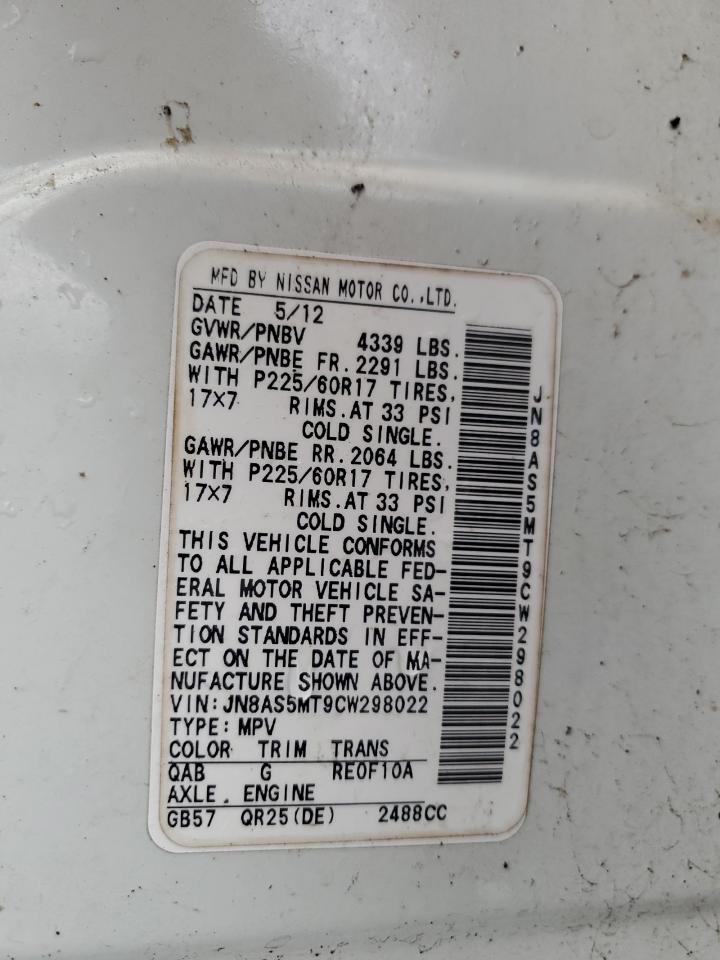 MFD BY NISSAN MOTOR CO.,LTD.
DATE 5/12
GVWR/PNBV 4339 LBS.
GAWR/PNBE FR. 2291 LBS.
WITH P225/60R17 TIRES,
17X7 RIMS. AT 33 PSI
COLD SINGLE.
GAWR/PNBE RR. 2064 LBS.
WITH P225/60R17 TIRES,
17X7 RIMS. AT 33 PSI
COLD SINGLE.
THIS VEHICLE CONFORMS
TO ALL APPLICABLE FED-
ERAL MOTOR VEHICLE SA-
FETY AND THEFT PREVEN-
TION STANDARDS IN EFF-
ECT ON THE DATE OF MA-
NUFACTURE SHOWN ABOVE.
VIN: JN8AS5MT9CW298022
TYPE: MPV
COLOR TRIM TRANS
QAB G RE0F10A
AXLE . ENGINE
GB57 QR25(DE) 2488CC
JN8AS5MT9CW298022